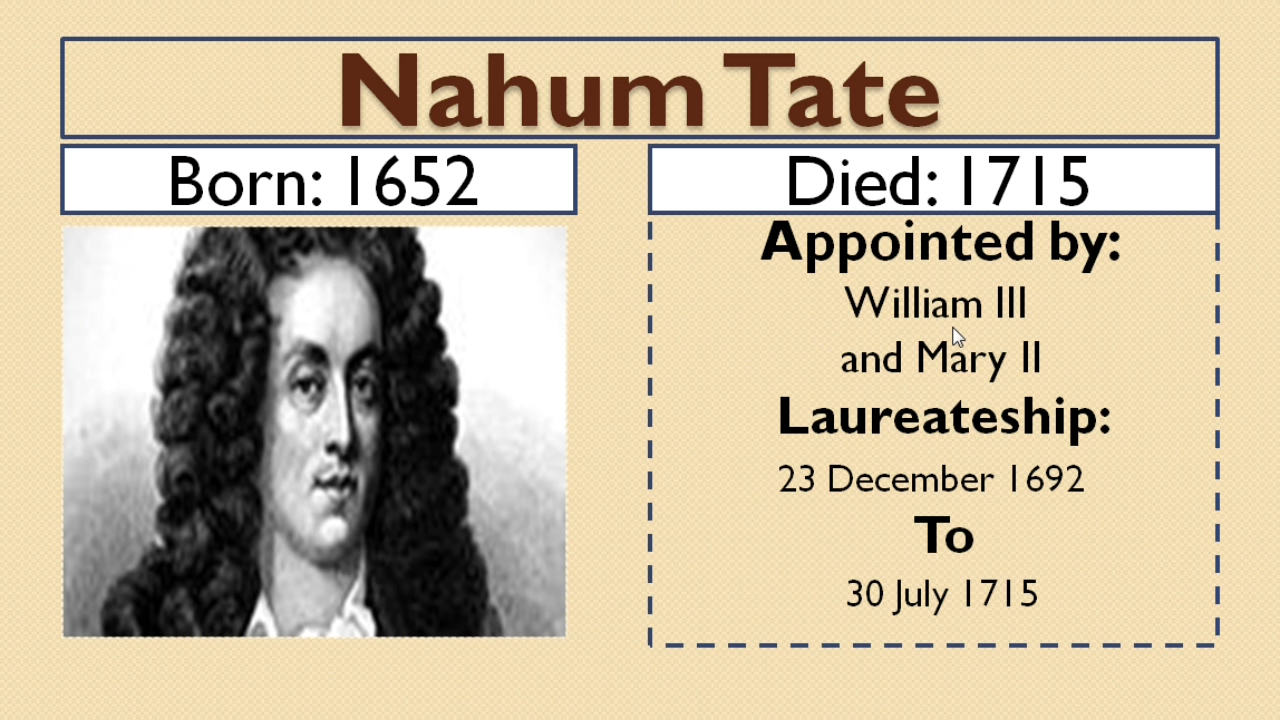 Nahum Tate
Born: 1652
Died: 1715
Appointed by:
William III
and Mary II
Laureateship:
23 December 1692
To
30 July 1715